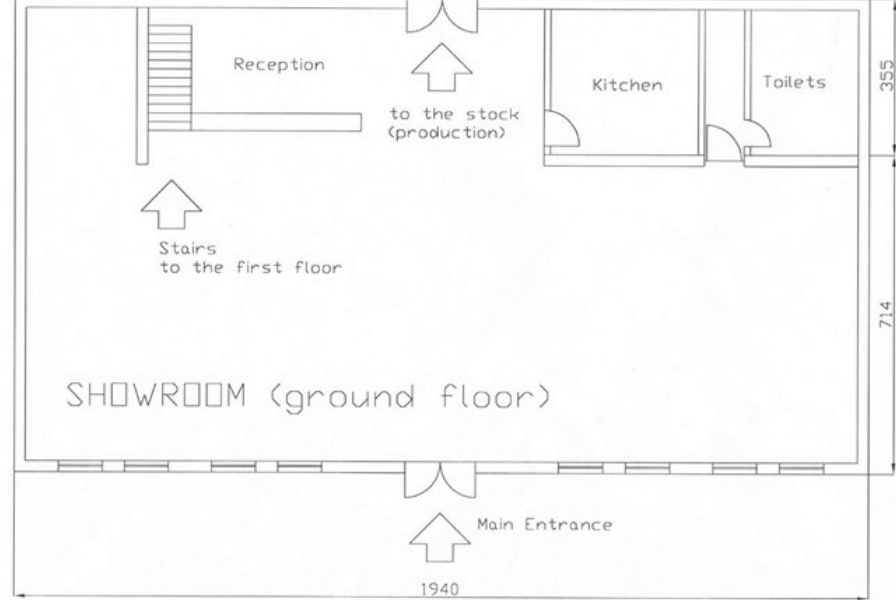 Reception
Kitchen
Toilets
355
to the stock
(production)
Stairs
to the first floor
714
SHOWROOM (ground floor)
Main Entrance
1940